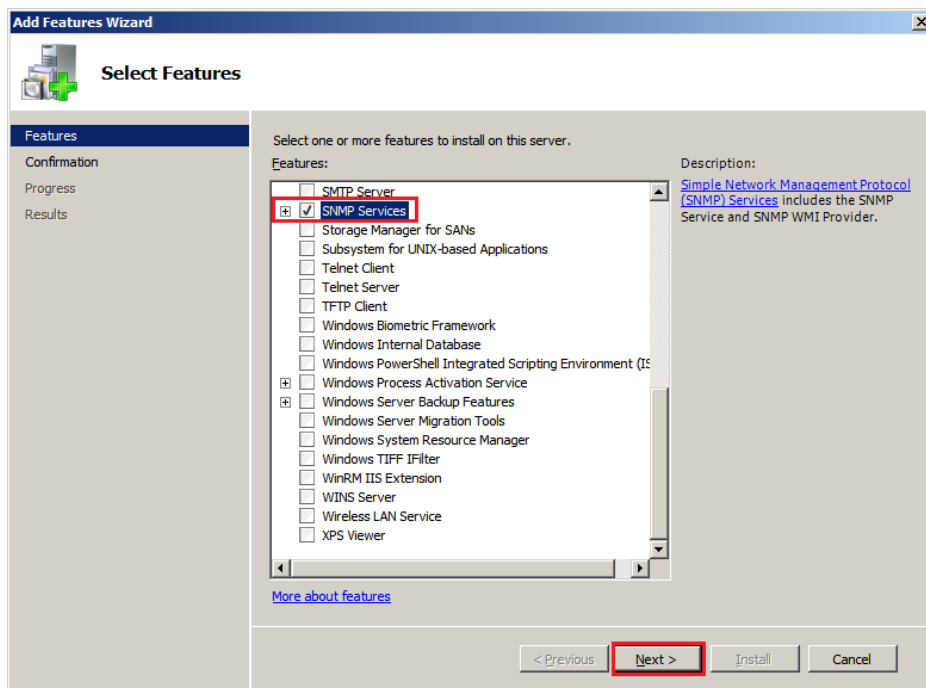 Add Features Wizard
Select Features
Features
Confirmation
Progress
Results
Select one or more features to install on this server.
Features:
SMTP Server
SNMP Services
Storage Manager for SANs
Subsystem for UNIX-based Applications
Telnet Client
Telnet Server
TFTP Client
Windows Biometric Framework
Windows Internal Database
Windows PowerShell Integrated Scripting Environment (IS
Windows Process Activation Service
Windows Server Backup Features
Windows Server Migration Tools
Windows System Resource Manager
Windows TIFF IFilter
WinRM IIS Extension
WINS Server
Wireless LAN Service
XPS Viewer
More about features
Description:
Simple Network Management Protocol
(SNMP) Services includes the SNMP
Service and SNMP WMI Provider.
< Previous
Next >
Install
Cancel